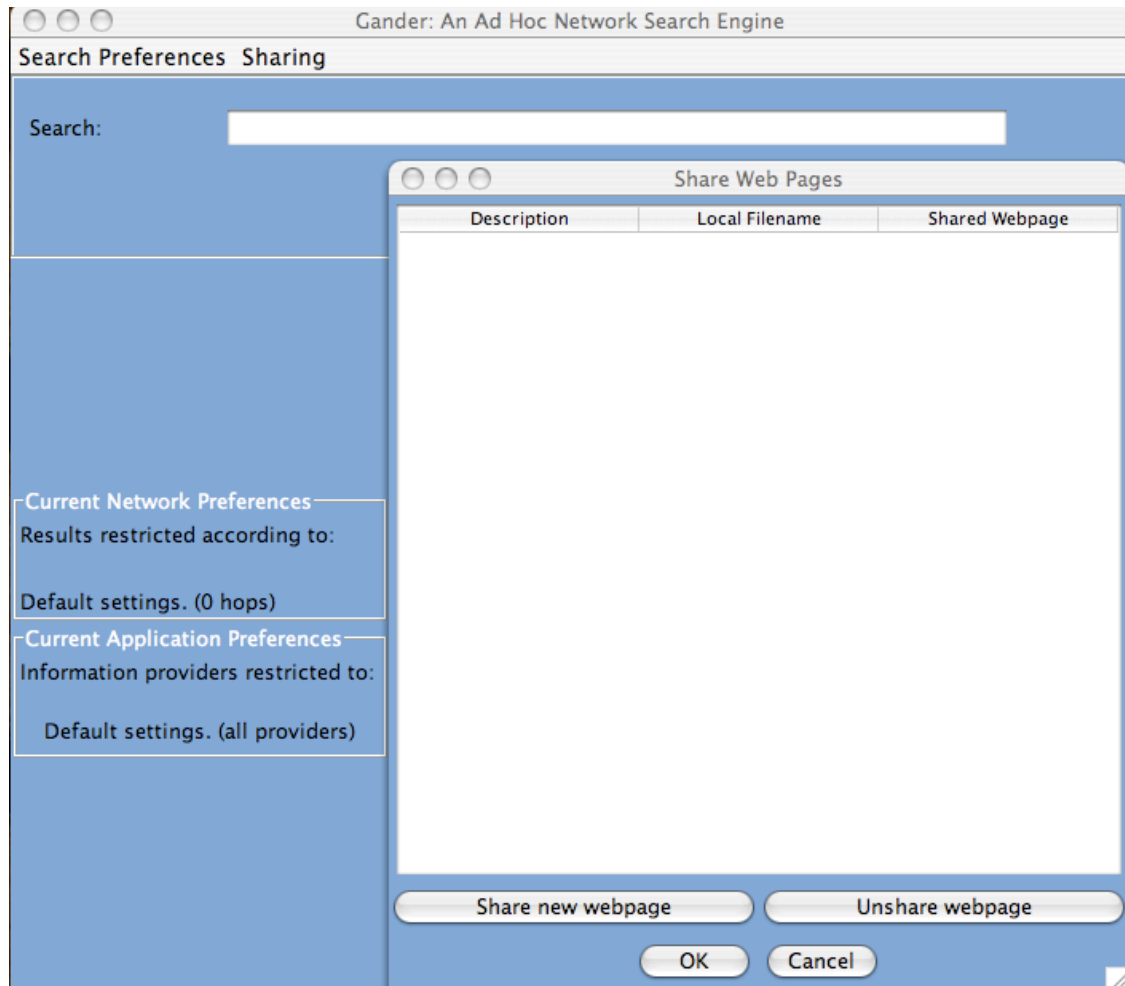 Gander: An Ad Hoc Network Search Engine
Search Preferences Sharing
Search:
Share Web Pages
Description Local Filename Shared Webpage
Current Network Preferences
Results restricted according to:
Default settings. (0 hops)
Current Application Preferences
Information providers restricted to:
Default settings. (all providers)
Share new webpage Unshare webpage
OK Cancel